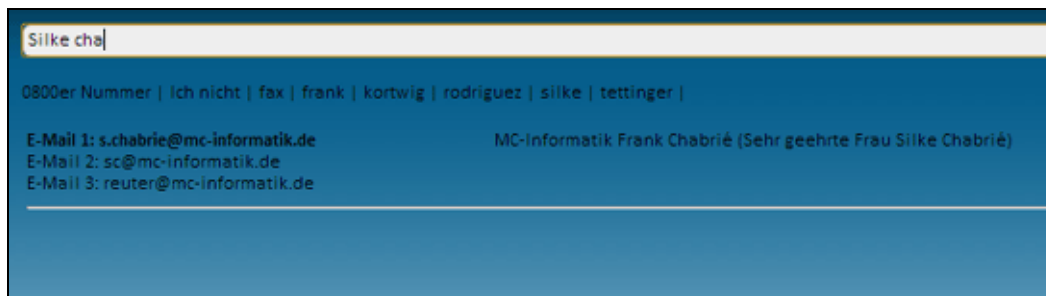 Silke cha
0800er Nummer | Ich nicht | fax | frank | kortwig | rodriguez | silke | tettinger |
E-Mail 1: s.chabrie@mc-informatik.de MC-Informatik Frank Chabrié (Sehr geehrte Frau Silke Chabrié)
E-Mail 2: sc@mc-informatik.de
E-Mail 3: reuter@mc-informatik.de